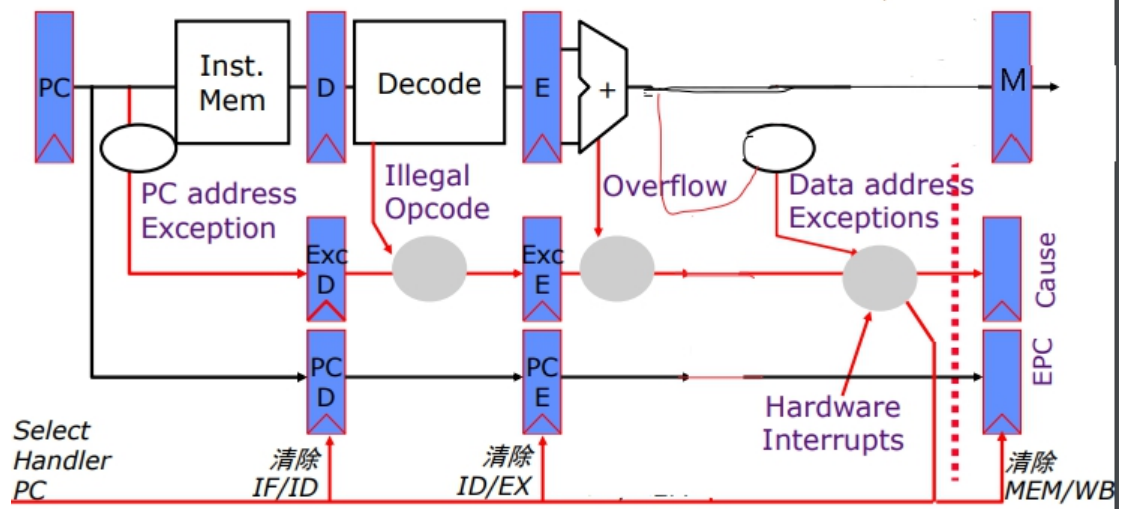 PC
Inst.
Mem
D
Decode
E
+
M
PC address
Exception
Illegal
Opcode
Overflow
Data address
Exceptions
Exc
D
Exc
E
Cause
PC
D
PC
E
EPC
Hardware
Interrupts
Select
Handler
PC
清除
IF/ID
清除
ID/EX
清除
MEM/WB